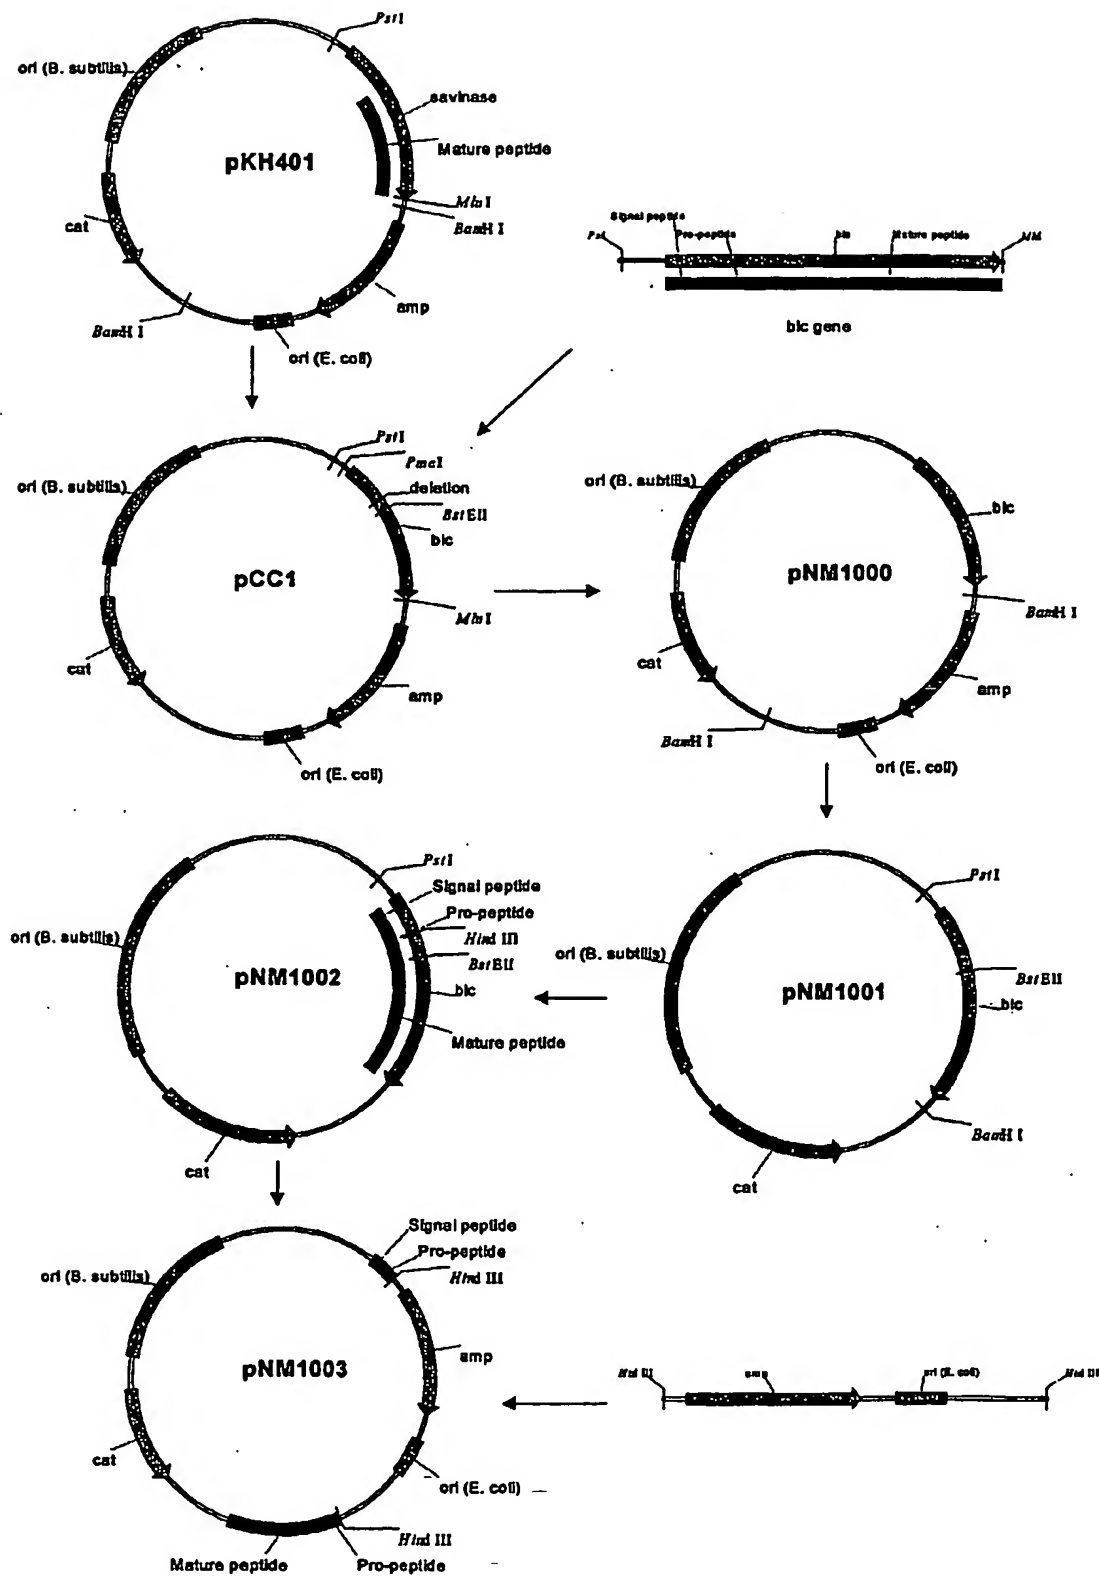 PstI
ori (B. subtilis)
savinase
Mature peptide
pKH401
MluI
BamH I
cat
amp
BamH I
ori (E. coli)
Signal peptide
Pro-peptide
blc
Mature peptide
blc gene
PstI
PmaI
deletion
BstEII
blc
ori (B. subtilis)
pCC1
MluI
cat
amp
ori (E. coli)
ori (B. subtilis)
blc
pNM1000
BamH I
cat
amp
BamH I
ori (E. coli)
PstI
Signal peptide
Pro-peptide
Hind III
BstEII
blc
ori (B. subtilis)
pNM1002
Mature peptide
cat
PstI
ori (B. subtilis)
BstEII
blc
pNM1001
BamH I
cat
Signal peptide
Pro-peptide
Hind III
ori (B. subtilis)
pNM1003
amp
cat
ori (E. coli)
Hind III
Mature peptide
Pro-peptide
Hind III
amp
ori (E. coli)
Hind III